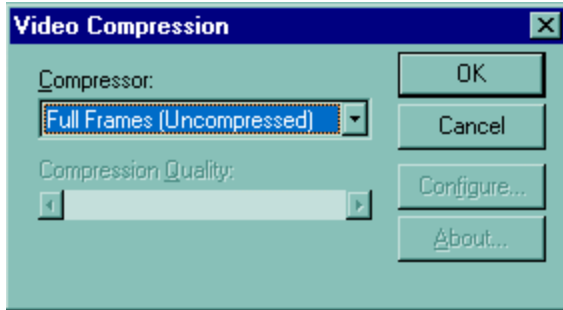 Video Compression
Compressor:
Full Frames (Uncompressed)
Compression Quality:
OK
Cancel
Configure...
About...